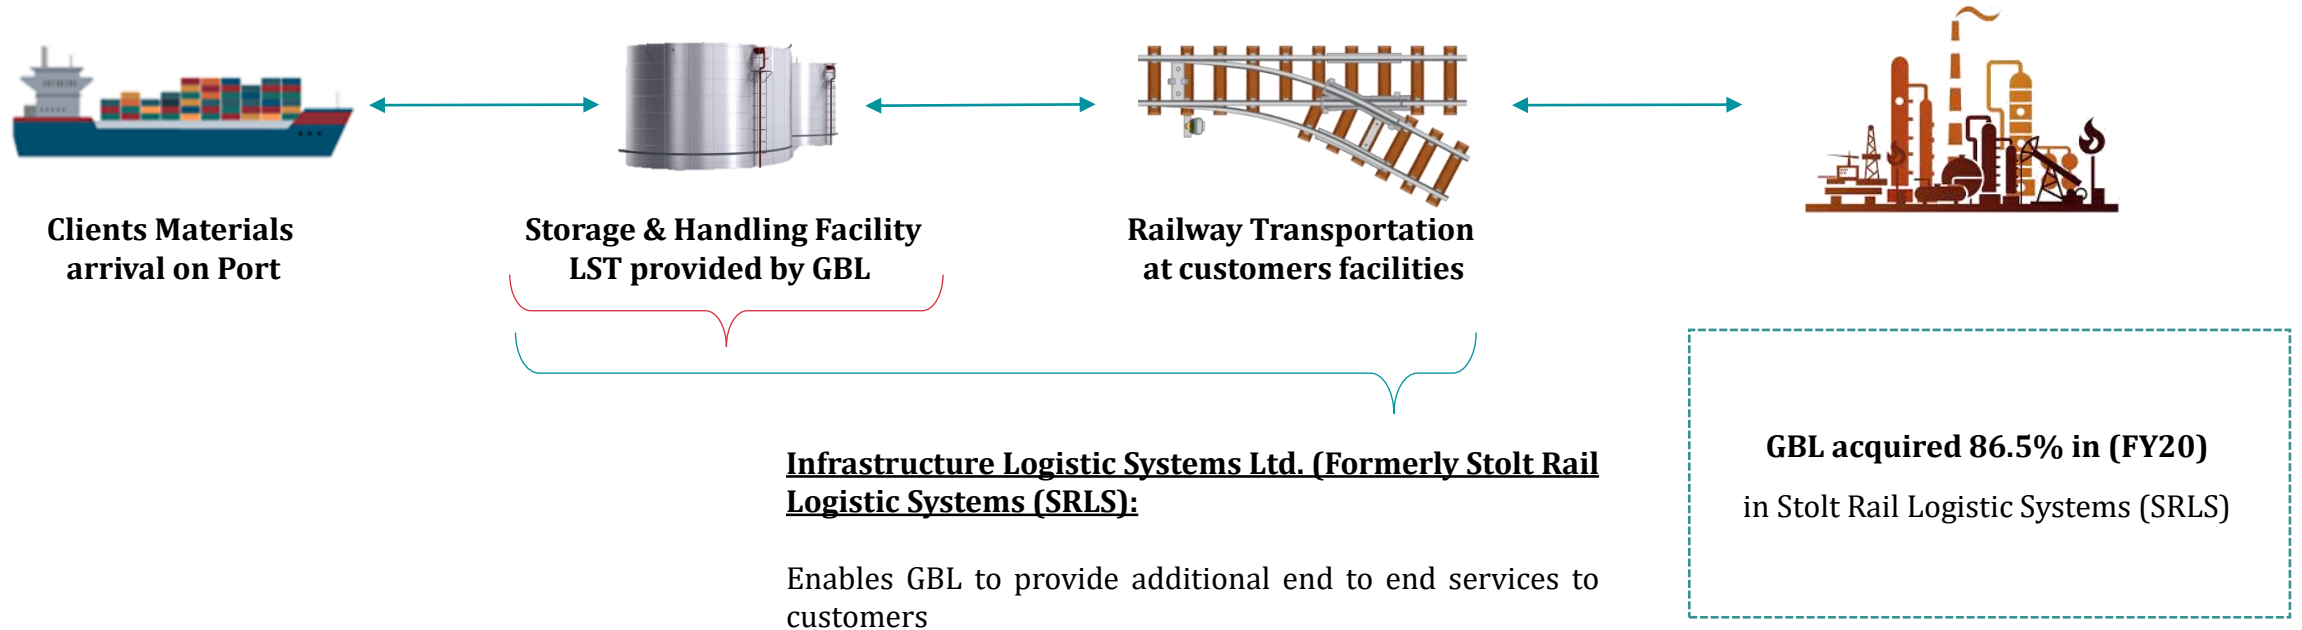 Clients Materials
arrival on Port
Storage & Handling Facility
LST provided by GBL
Railway Transportation
at customers facilities
Infrastructure Logistic Systems Ltd. (Formerly Stolt Rail
Logistic Systems (SRLS):
Enables GBL to provide additional end to end services to
customers
GBL acquired 86.5% in (FY20)
in Stolt Rail Logistic Systems (SRLS)